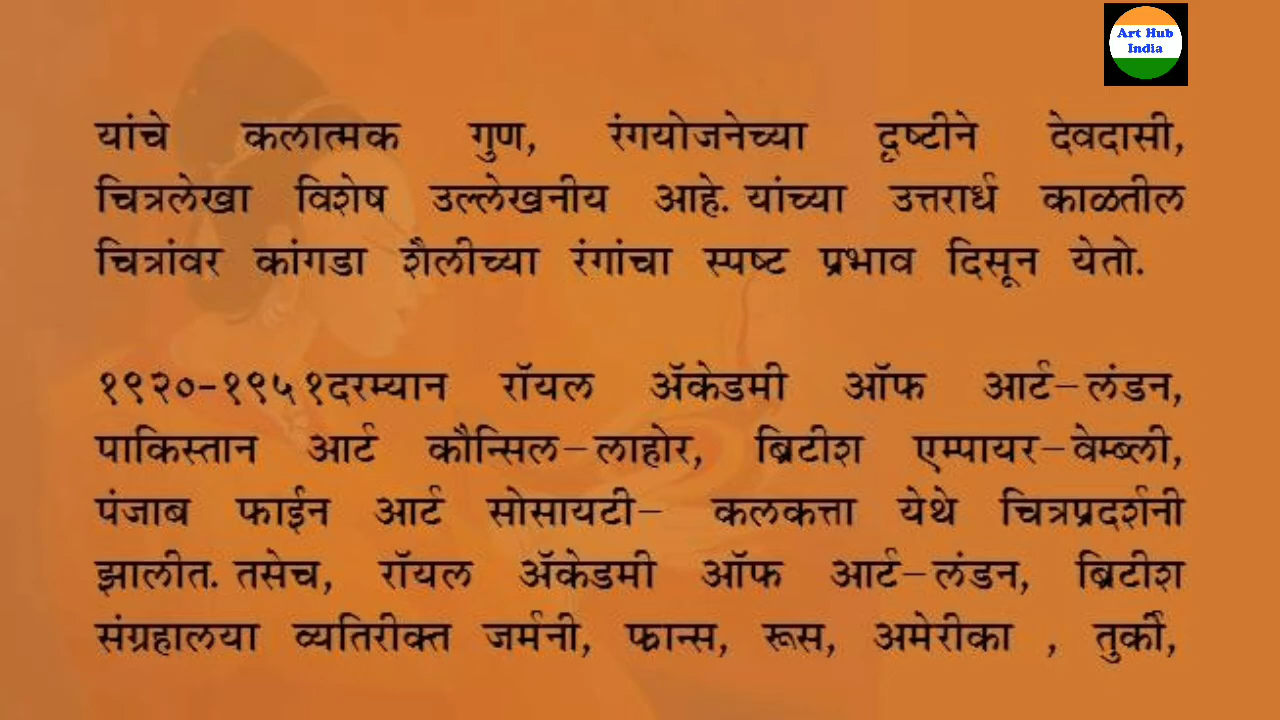 Art Hub
India
यांचे कलात्मक गुण, रंगयोजनेच्या दृष्टीने देवदासी,
चित्रलेखा विशेष उल्लेखनीय आहे. यांच्या उत्तरार्ध काळतील
चित्रांवर कांगडा शैलीच्या रंगांचा स्पष्ट प्रभाव दिसून येतो.
१९२०-१९५१दरम्यान रॉयल ॲकेडमी ऑफ आर्ट–लंडन,
पाकिस्तान आर्ट कौन्सिल–लाहोर, ब्रिटीश एम्पायर–वेम्ब्ली,
पंजाब फाईन आर्ट सोसायटी– कलकत्ता येथे चित्रप्रदर्शनी
झालीत. तसेच, रॉयल ॲकेडमी ऑफ आर्ट–लंडन, ब्रिटीश
संग्रहालया व्यतिरीक्त जर्मनी, फ्रान्स, रूस, अमेरीका , तुर्की,